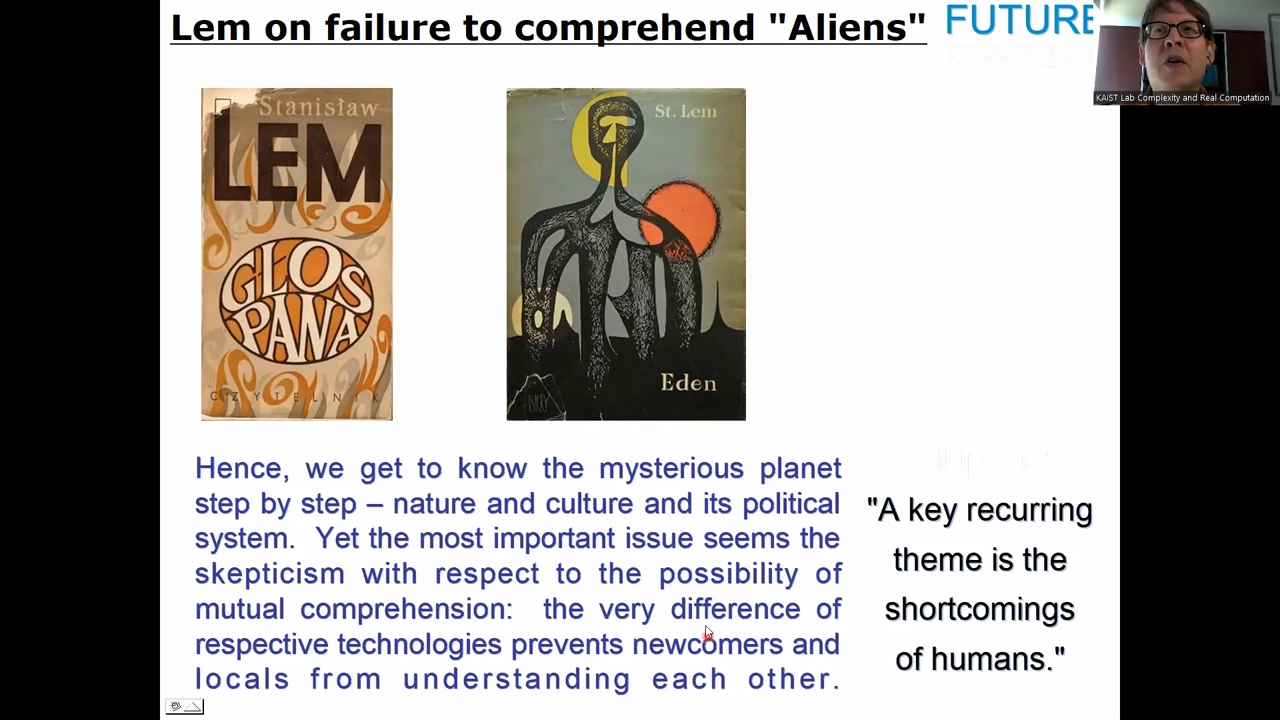 Lem on failure to comprehend "Aliens"
FUTURE
KAIST Lab Complexity and Real Computation
Stanisław
LEM
GLOS
PANA
CZYTELNIK
St. Lem
Eden
Hence, we get to know the mysterious planet
step by step – nature and culture and its political
system. Yet the most important issue seems the
skepticism with respect to the possibility of
mutual comprehension: the very difference of
respective technologies prevents newcomers and
locals from understanding each other.
"A key recurring
theme is the
shortcomings
of humans."